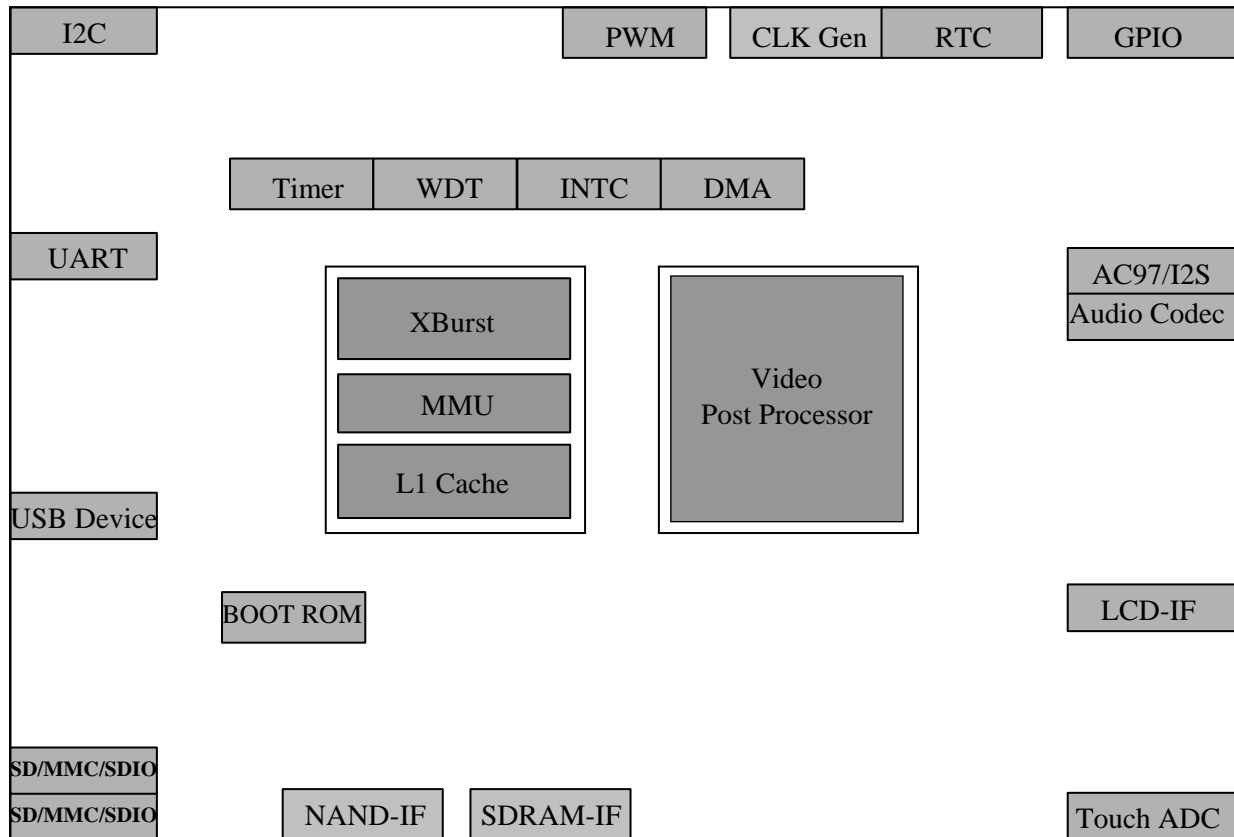 I2C
PWM
CLK Gen
RTC
GPIO
Timer
WDT
INTC
DMA
UART
AC97/I2S
Audio Codec
XBurst
MMU
L1 Cache
Video
Post Processor
USB Device
BOOT ROM
LCD-IF
SD/MMC/SDIO
SD/MMC/SDIO
NAND-IF
SDRAM-IF
Touch ADC